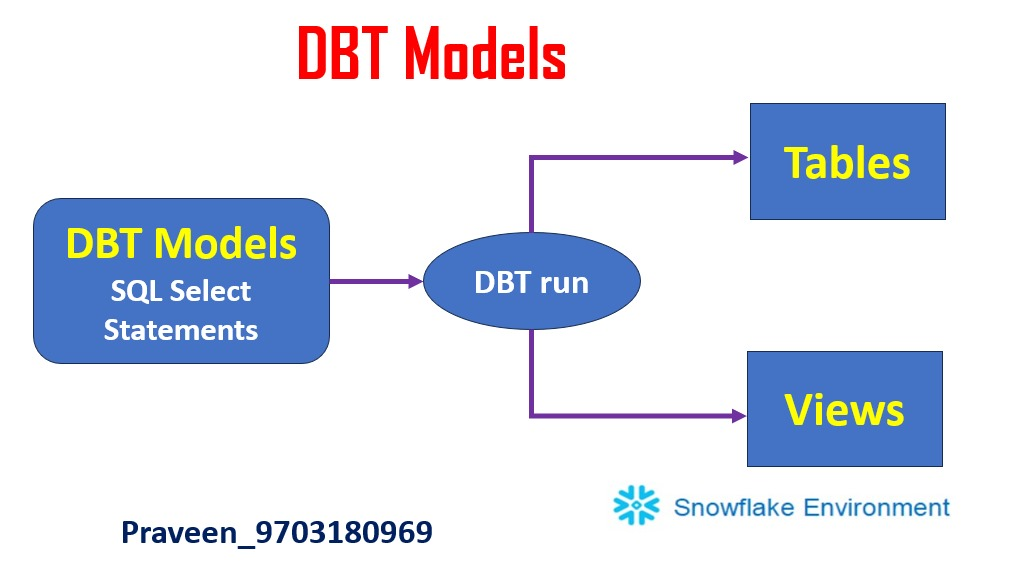 DBT Models
DBT Models
SQL Select
Statements
DBT run
Tables
Views
Snowflake Environment
Praveen_9703180969